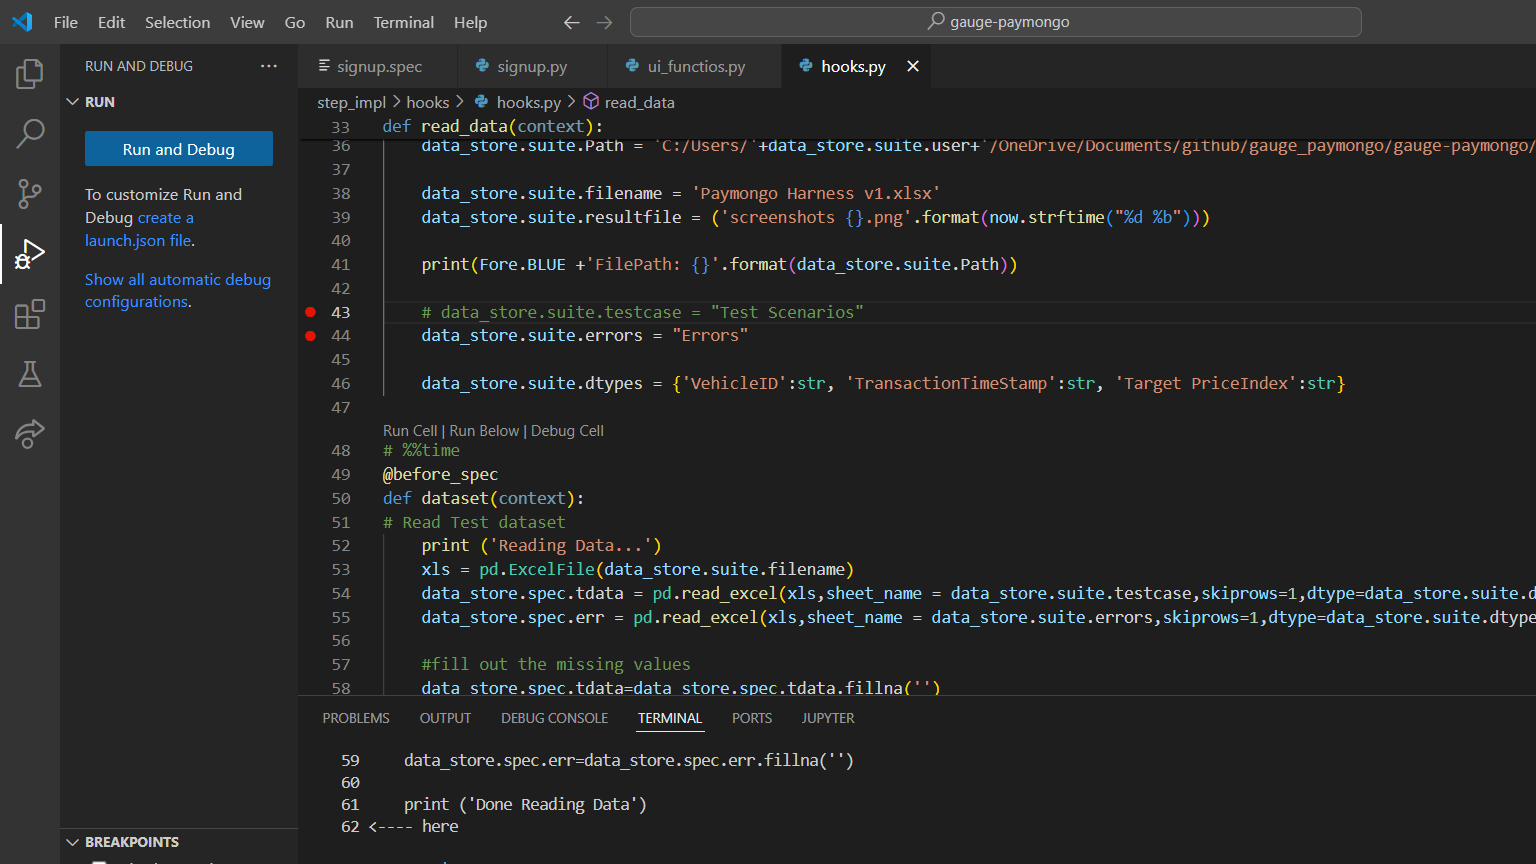 File Edit Selection View Go Run Terminal Help
gauge-paymongo
RUN AND DEBUG ···
RUN
Run and Debug
To customize Run and
Debug create a
launch.json file.
Show all automatic debug
configurations.
BREAKPOINTS
signup.spec signup.py ui_functios.py hooks.py
step_impl > hooks > hooks.py > read_data
33 def read_data(context):
36 data_store.suite.Path = 'C:/Users/'+data_store.suite.user+'/OneDrive/Documents/github/gauge_paymongo/gauge-paymongo/
37
38 data_store.suite.filename = 'Paymongo Harness v1.xlsx'
39 data_store.suite.resultfile = ('screenshots {}.png'.format(now.strftime("%d %b")))
40
41 print(Fore.BLUE +'FilePath: {}'.format(data_store.suite.Path))
42
43 # data_store.suite.testcase = "Test Scenarios"
44 data_store.suite.errors = "Errors"
45
46 data_store.suite.dtypes = {'VehicleID':str, 'TransactionTimeStamp':str, 'Target PriceIndex':str}
47
Run Cell | Run Below | Debug Cell
48 # %%time
49 @before_spec
50 def dataset(context):
51 # Read Test dataset
52 print ('Reading Data...')
53 xls = pd.ExcelFile(data_store.suite.filename)
54 data_store.spec.tdata = pd.read_excel(xls,sheet_name = data_store.suite.testcase,skiprows=1,dtype=data_store.suite.d
55 data_store.spec.err = pd.read_excel(xls,sheet_name = data_store.suite.errors,skiprows=1,dtype=data_store.suite.dtype
56
57 #fill out the missing values
58 data_store.spec.tdata=data_store.spec.tdata.fillna('')
PROBLEMS OUTPUT DEBUG CONSOLE TERMINAL PORTS JUPYTER
59 data_store.spec.err=data_store.spec.err.fillna('')
60
61 print ('Done Reading Data')
62 <---- here